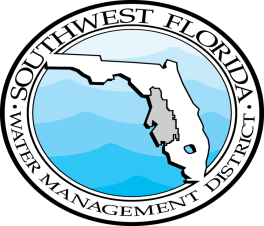 SOUTHWEST FLORIDA
WATER MANAGEMENT DISTRICT